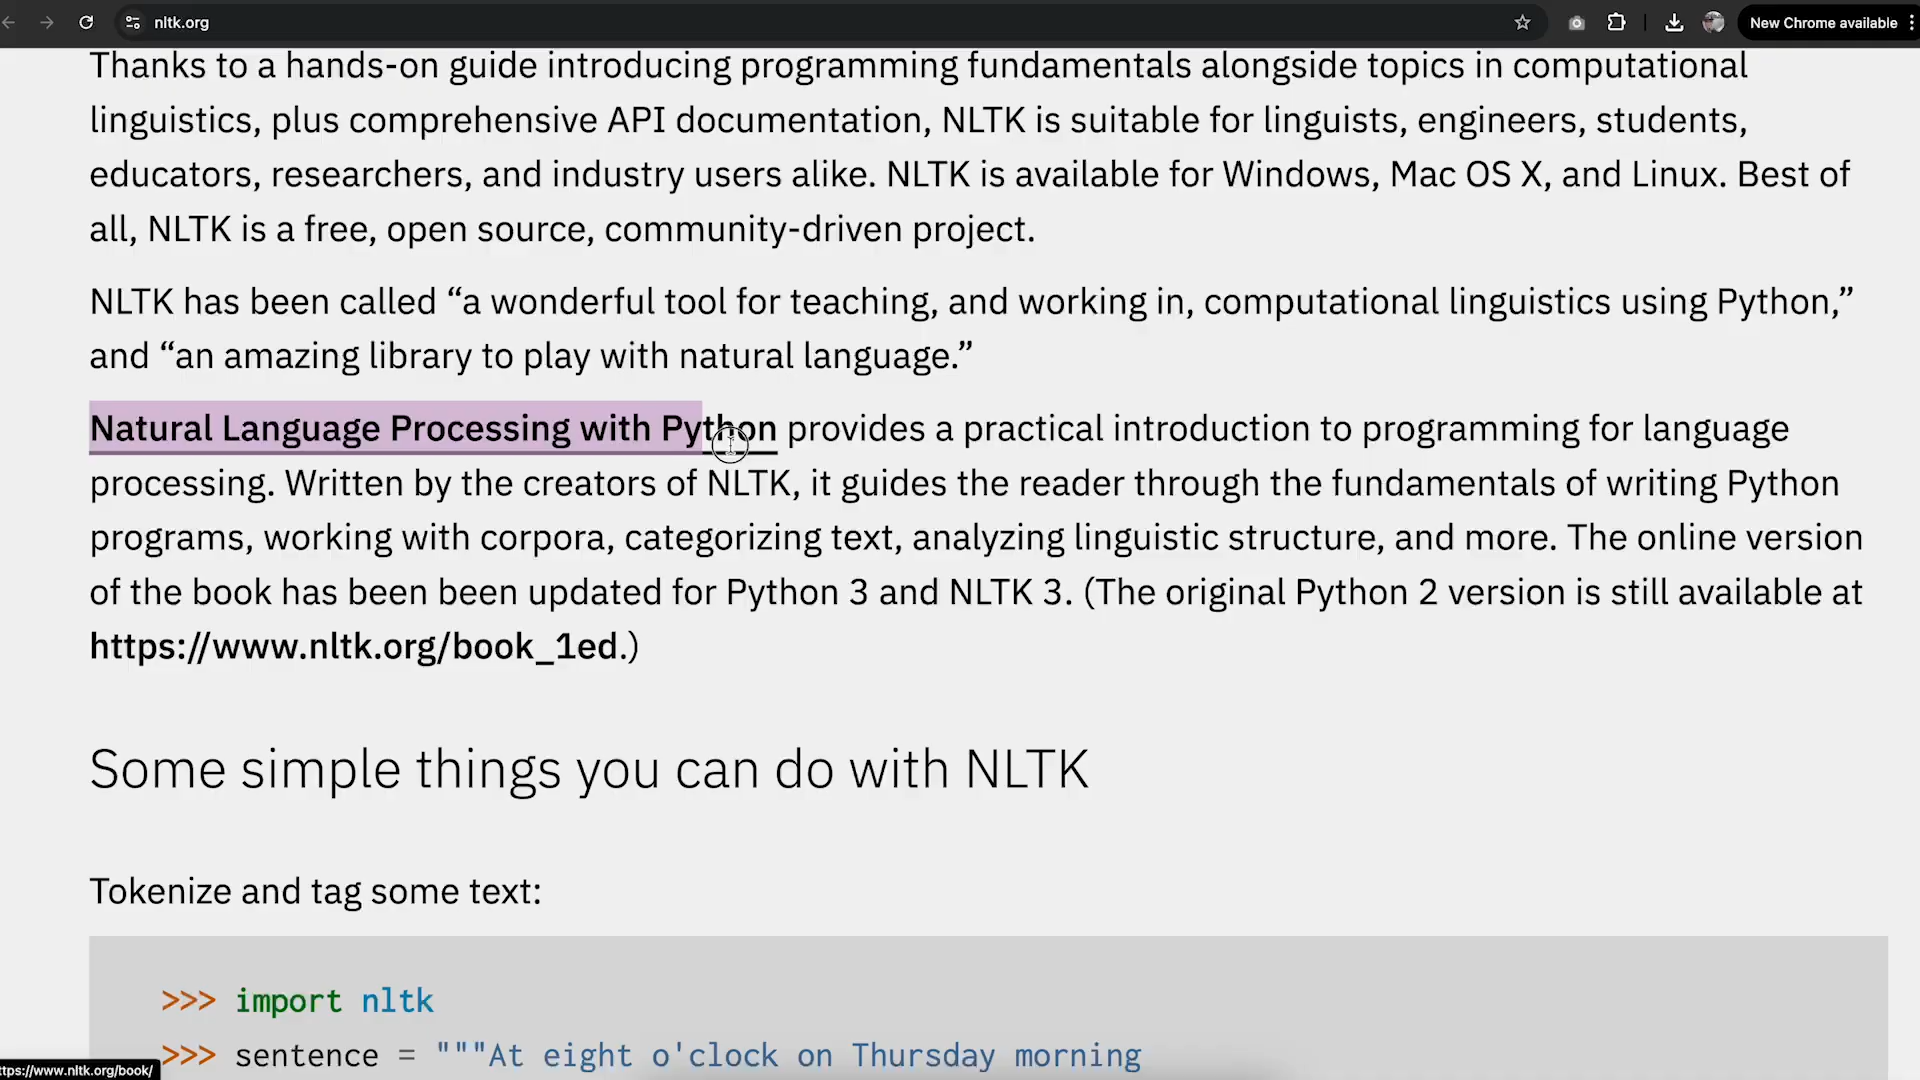 nltk.org
New Chrome available
Thanks to a hands-on guide introducing programming fundamentals alongside topics in computational
linguistics, plus comprehensive API documentation, NLTK is suitable for linguists, engineers, students,
educators, researchers, and industry users alike. NLTK is available for Windows, Mac OS X, and Linux. Best of
all, NLTK is a free, open source, community-driven project.
NLTK has been called “a wonderful tool for teaching, and working in, computational linguistics using Python,”
and “an amazing library to play with natural language.”
Natural Language Processing with Python provides a practical introduction to programming for language
processing. Written by the creators of NLTK, it guides the reader through the fundamentals of writing Python
programs, working with corpora, categorizing text, analyzing linguistic structure, and more. The online version
of the book has been been updated for Python 3 and NLTK 3. (The original Python 2 version is still available at
https://www.nltk.org/book_1ed.)
Some simple things you can do with NLTK
Tokenize and tag some text:
>>> import nltk
>>> sentence = """At eight o'clock on Thursday morning
ttps://www.nltk.org/book/